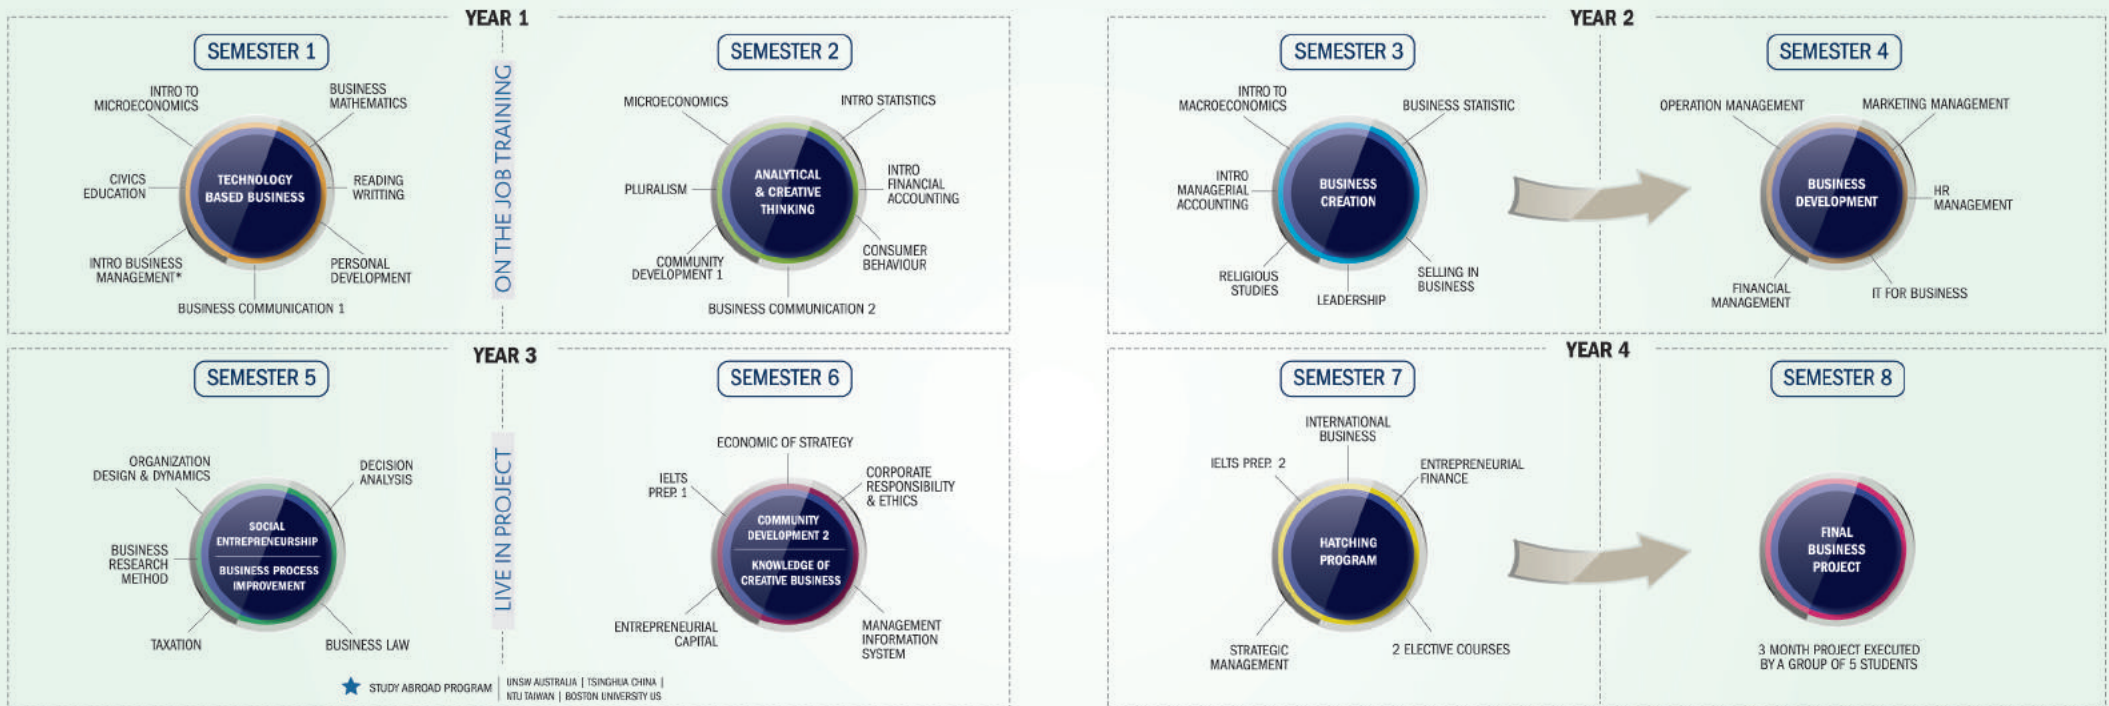 YEAR 1
SEMESTER 1
INTRO TO
MICROECONOMICS
BUSINESS
MATHEMATICS
CIVICS
EDUCATION
TECHNOLOGY
BASED BUSINESS
READING
WRITTING
INTRO BUSINESS
MANAGEMENT*
PERSONAL
DEVELOPMENT
BUSINESS COMMUNICATION 1
ON THE JOB TRAINING
SEMESTER 2
MICROECONOMICS
INTRO STATISTICS
PLURALISM
ANALYTICAL
& CREATIVE
THINKING
INTRO
FINANCIAL
ACCOUNTING
COMMUNITY
DEVELOPMENT 1
CONSUMER
BEHAVIOUR
BUSINESS COMMUNICATION 2
YEAR 2
SEMESTER 3
INTRO TO
MACROECONOMICS
BUSINESS STATISTIC
INTRO
MANAGERIAL
ACCOUNTING
BUSINESS
CREATION
RELIGIOUS
STUDIES
LEADERSHIP
SELLING IN
BUSINESS
SEMESTER 4
OPERATION MANAGEMENT
MARKETING MANAGEMENT
BUSINESS
DEVELOPMENT
HR
MANAGEMENT
FINANCIAL
MANAGEMENT
IT FOR BUSINESS
YEAR 3
SEMESTER 5
ORGANIZATION
DESIGN & DYNAMICS
DECISION
ANALYSIS
BUSINESS
RESEARCH
METHOD
SOCIAL
ENTREPRENEURSHIP
BUSINESS PROCESS
IMPROVEMENT
TAXATION
BUSINESS LAW
LIVE IN PROJECT
SEMESTER 6
ECONOMIC OF STRATEGY
IELTS
PREP. 1
CORPORATE
RESPONSIBILITY
& ETHICS
COMMUNITY
DEVELOPMENT 2
KNOWLEDGE OF
CREATIVE BUSINESS
ENTREPRENEURIAL
CAPITAL
MANAGEMENT
INFORMATION
SYSTEM
STUDY ABROAD PROGRAM
UNSW AUSTRALIA | TSINGHUA CHINA |
NTU TAIWAN | BOSTON UNIVERSITY US
YEAR 4
SEMESTER 7
INTERNATIONAL
BUSINESS
IELTS PREP. 2
ENTREPRENEURIAL
FINANCE
HATCHING
PROGRAM
STRATEGIC
MANAGEMENT
2 ELECTIVE COURSES
SEMESTER 8
FINAL
BUSINESS
PROJECT
3 MONTH PROJECT EXECUTED
BY A GROUP OF 5 STUDENTS